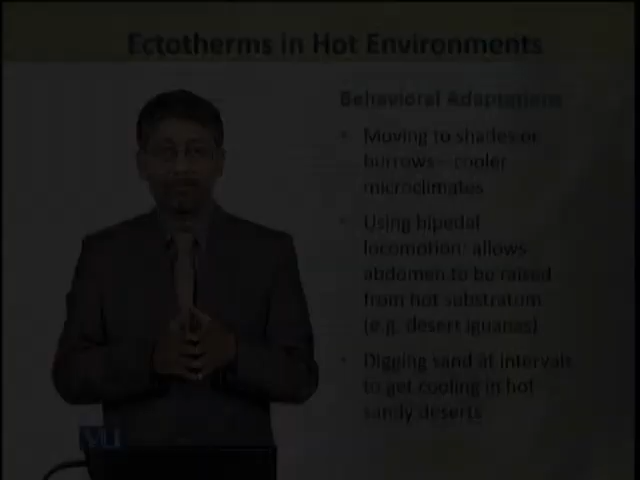 Ectotherms in Hot Environments
Behavioral Adaptations
• Moving to shades or
burrows – cooler
microclimates
• Using bipedal
locomotion: allows
abdomen to be raised
from hot substratum
(e.g. desert iguanas)
• Digging sand at intervals
to get cooling in hot
sandy deserts
VU